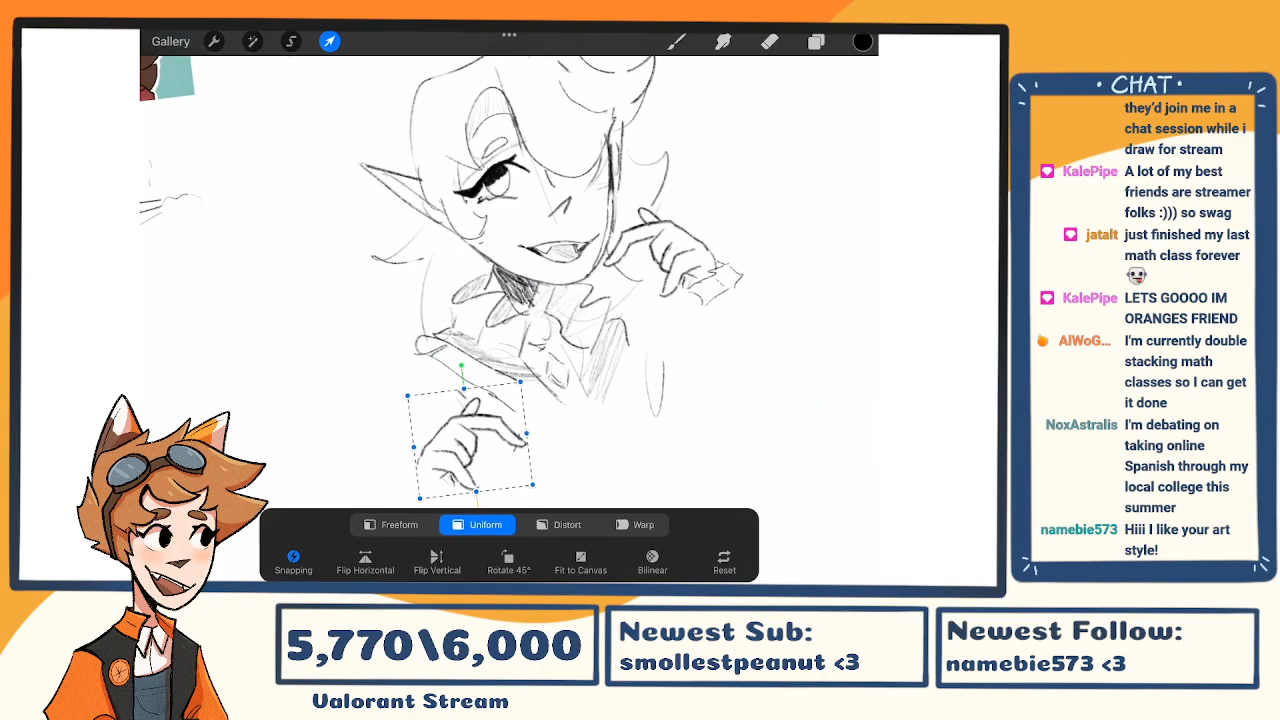 Gallery
S
CHAT
they'd join me in a
chat session while i
draw for stream
KalePipe A lot of my best
friends are streamer
folks :))) so swag
jatalt just finished my last
math class forever
KalePipe LETS GOOOO IM
ORANGES FRIEND
AlWoG... I'm currently double
stacking math
classes so I can get
it done
NoxAstralis I'm debating on
taking online
Spanish through my
local college this
summer
namebie573 Hiii I like your art
style!
Freeform Uniform Distort Warp
Snapping Flip Horizontal Flip Vertical Rotate 45° Fit to Canvas Bilinear Reset
5,770\6,000
Valorant Stream
Newest Sub:
smollestpeanut <3
Newest Follow:
namebie573 <3